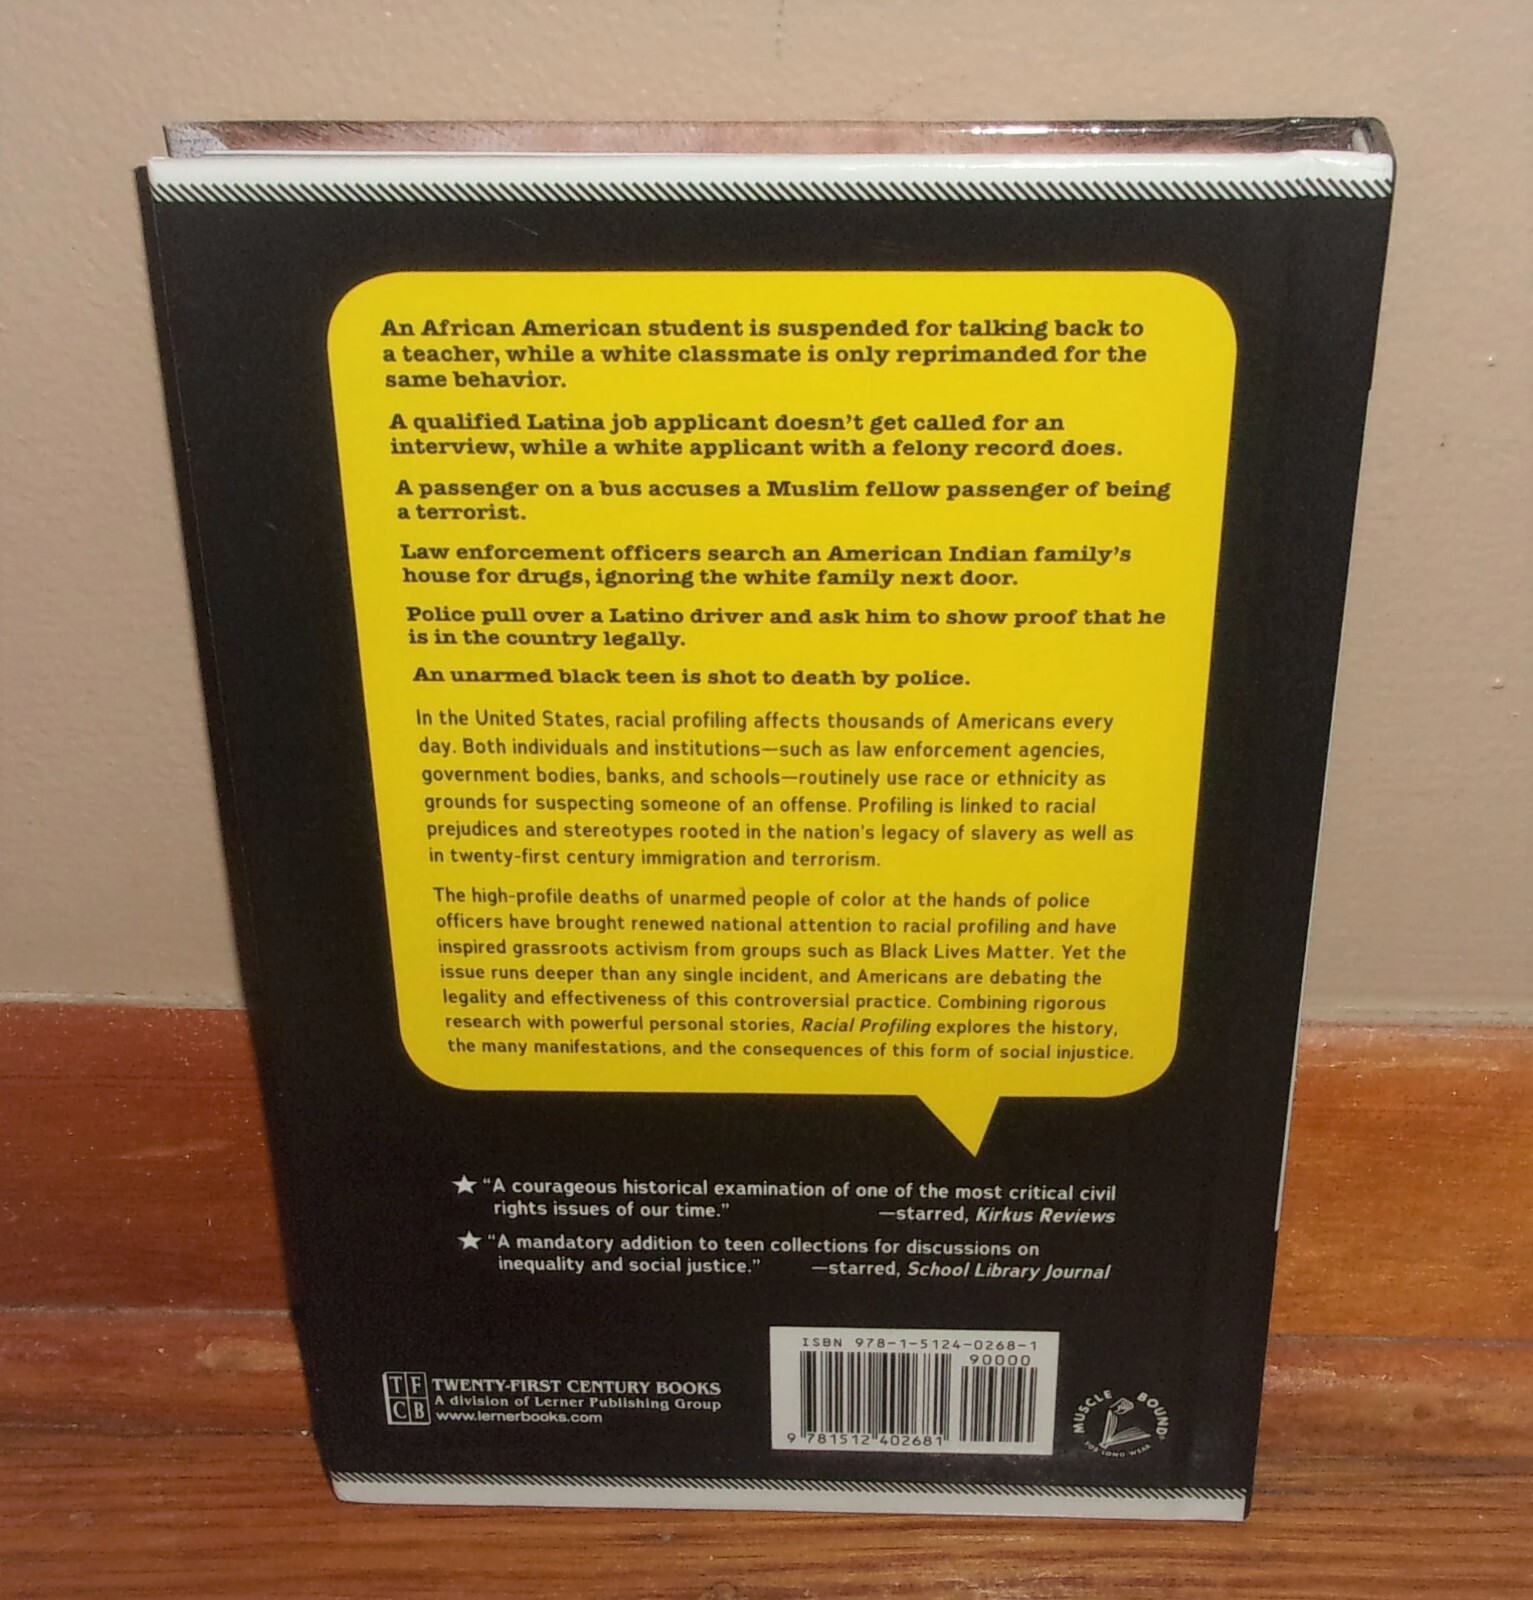 An African American student is suspended for talking back to
a teacher, while a white classmate is only reprimanded for the
same behavior.
A qualified Latina job applicant doesn't get called for an
interview, while a white applicant with a felony record does.
A passenger on a bus accuses a Muslim fellow passenger of being
a terrorist.
Law enforcement officers search an American Indian family's
house for drugs, ignoring the white family next door.
Police pull over a Latino driver and ask him to show proof that he
is in the country legally.
An unarmed black teen is shot to death by police.
In the United States, racial profiling affects thousands of Americans every
day. Both individuals and institutions—such as law enforcement agencies,
government bodies, banks, and schools—routinely use race or ethnicity as
grounds for suspecting someone of an offense. Profiling is linked to racial
prejudices and stereotypes rooted in the nation's legacy of slavery as well as
in twenty-first century immigration and terrorism.
The high-profile deaths of unarmed people of color at the hands of police
officers have brought renewed national attention to racial profiling and have
inspired grassroots activism from groups such as Black Lives Matter. Yet the
issue runs deeper than any single incident, and Americans are debating the
legality and effectiveness of this controversial practice. Combining rigorous
research with powerful personal stories, Racial Profiling explores the history,
the many manifestations, and the consequences of this form of social injustice.
★ "A courageous historical examination of one of the most critical civil
rights issues of our time." —starred, Kirkus Reviews
★ "A mandatory addition to teen collections for discussions on
inequality and social justice." —starred, School Library Journal
TF
CB
TWENTY-FIRST CENTURY BOOKS
A division of Lerner Publishing Group
www.lernerbooks.com
ISBN 978-1-5124-0268-1
90000
9 781512 402681
MUSCLE BOUND
FOR LONG WEAR